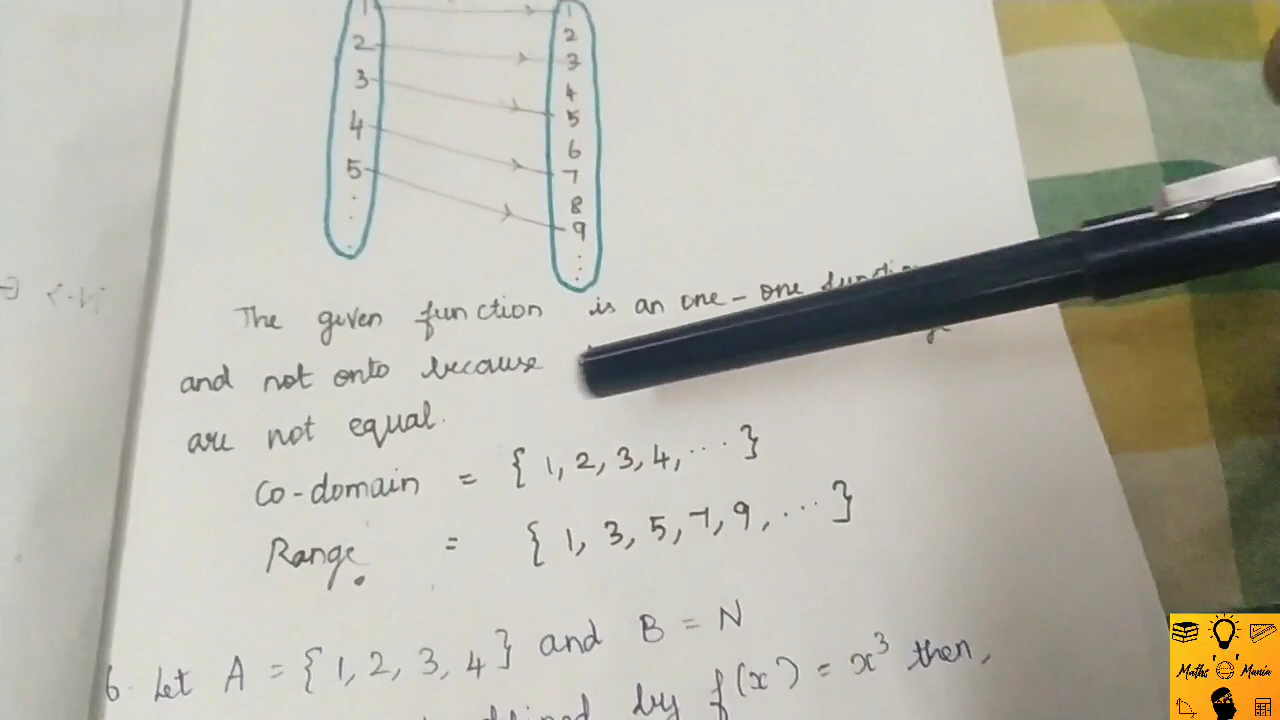 1 1
2 2
3 3
4 4
5 5
6
7
8
9
The given function is an one-one function
and not onto because
are not equal.
Co-domain = { 1, 2, 3, 4, ... }
Range = { 1, 3, 5, 7, 9, ... }
6. Let A = { 1, 2, 3, 4 } and B = N
defined by f(x) = x³ then,
Maths Mania